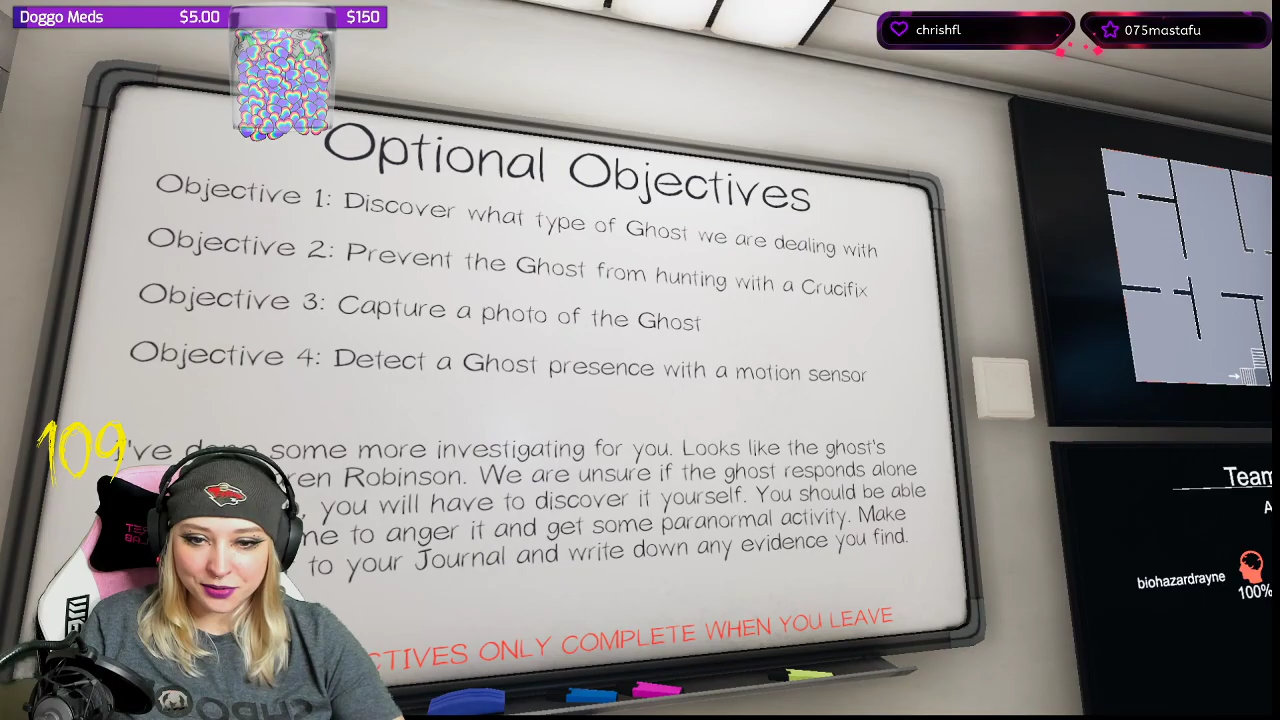 Doggo Meds $5.00 $150
chrishfl
075mastafu
Optional Objectives
Objective 1: Discover what type of Ghost we are dealing with
Objective 2: Prevent the Ghost from hunting with a Crucifix
Objective 3: Capture a photo of the Ghost
Objective 4: Detect a Ghost presence with a motion sensor
109
some more investigating for you. Looks like the ghost's
Robinson. We are unsure if the ghost responds alone
, you will have to discover it yourself. You should be able
to anger it and get some paranormal activity. Make
to your Journal and write down any evidence you find.
ONLY COMPLETE WHEN YOU LEAVE
Team
biohazardrayne
100%